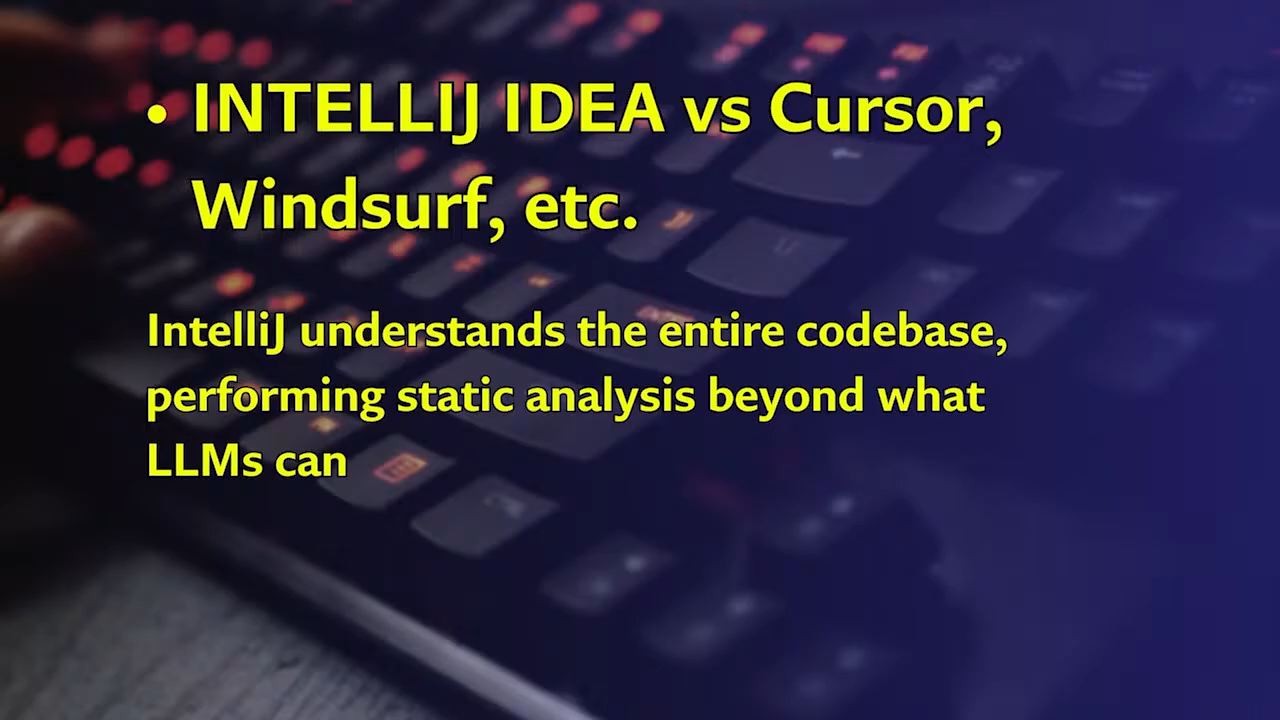 • INTELLIJ IDEA vs Cursor,
Windsurf, etc.
IntelliJ understands the entire codebase,
performing static analysis beyond what
LLMs can